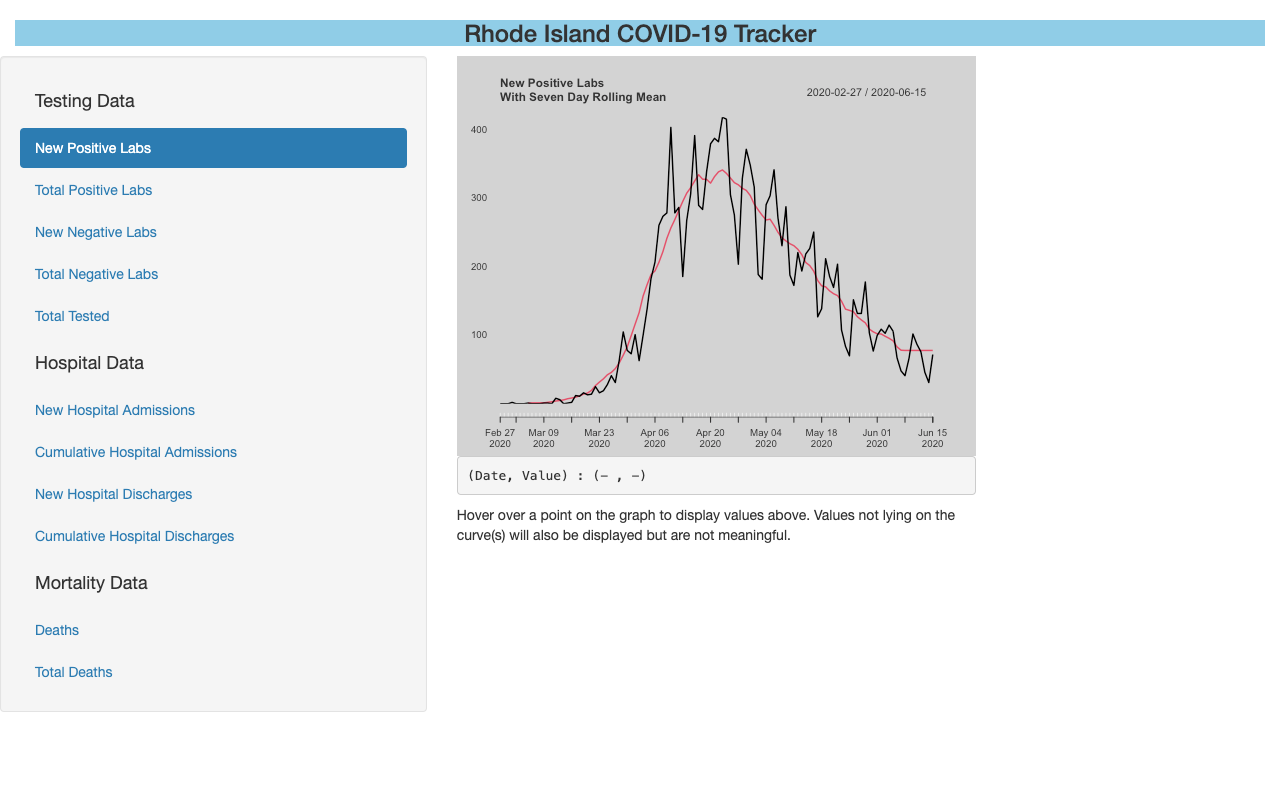 Rhode Island COVID-19 Tracker
Testing Data
New Positive Labs
Total Positive Labs
New Negative Labs
Total Negative Labs
Total Tested
Hospital Data
New Hospital Admissions
Cumulative Hospital Admissions
New Hospital Discharges
Cumulative Hospital Discharges
Mortality Data
Deaths
Total Deaths
New Positive Labs
With Seven Day Rolling Mean
2020-02-27 / 2020-06-15
400
300
200
100
Feb 27 Mar 09 Mar 23 Apr 06 Apr 20 May 04 May 18 Jun 01 Jun 15
2020 2020 2020 2020 2020 2020 2020 2020 2020
(Date, Value) : (– , –)
Hover over a point on the graph to display values above. Values not lying on the
curve(s) will also be displayed but are not meaningful.